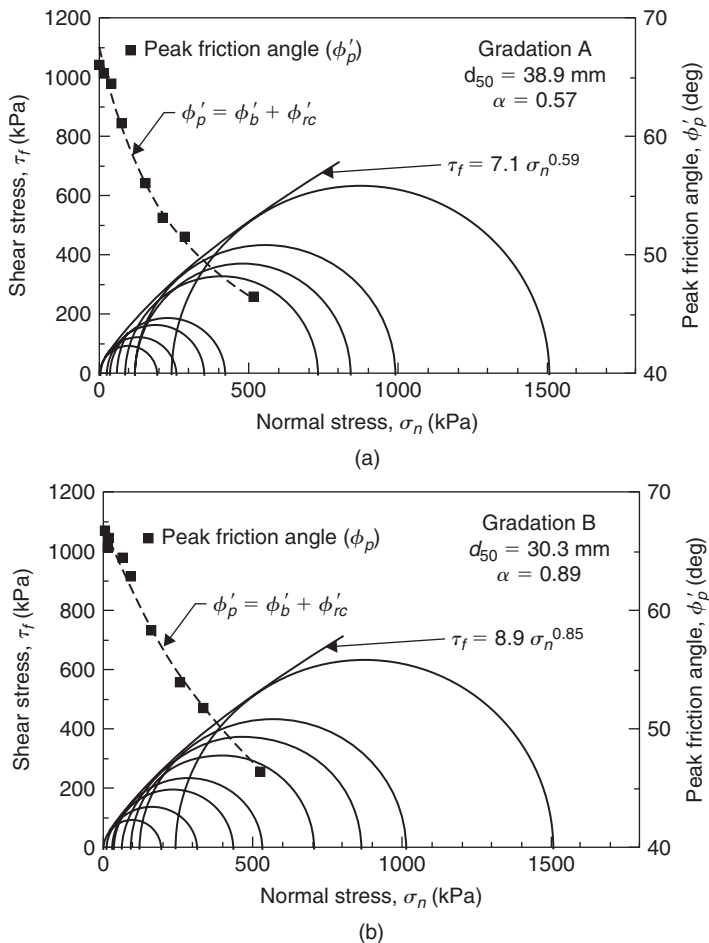 1200
1000
800
600
400
200
0
Shear stress, τf (kPa)
70
60
50
40
Peak friction angle, ϕ′p (deg)
■ Peak friction angle (ϕ′p)
Gradation A
d50 = 38.9 mm
α = 0.57
ϕ′p = ϕ′b + ϕ′rc
τf = 7.1 σn^0.59
0 500 1000 1500
Normal stress, σn (kPa)
(a)
1200
1000
800
600
400
200
0
Shear stress, τf (kPa)
70
60
50
40
Peak friction angle, ϕ′p (deg)
■ Peak friction angle (ϕp)
Gradation B
d50 = 30.3 mm
α = 0.89
ϕ′p = ϕ′b + ϕ′rc
τf = 8.9 σn^0.85
0 500 1000 1500
Normal stress, σn (kPa)
(b)